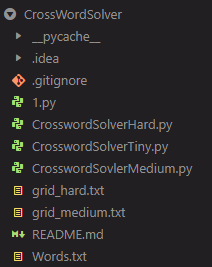 CrossWordSolver
__pycache__
.idea
.gitignore
1.py
CrosswordSolverHard.py
CrosswordSolverTiny.py
CrosswordSovlerMedium.py
grid_hard.txt
grid_medium.txt
README.md
Words.txt